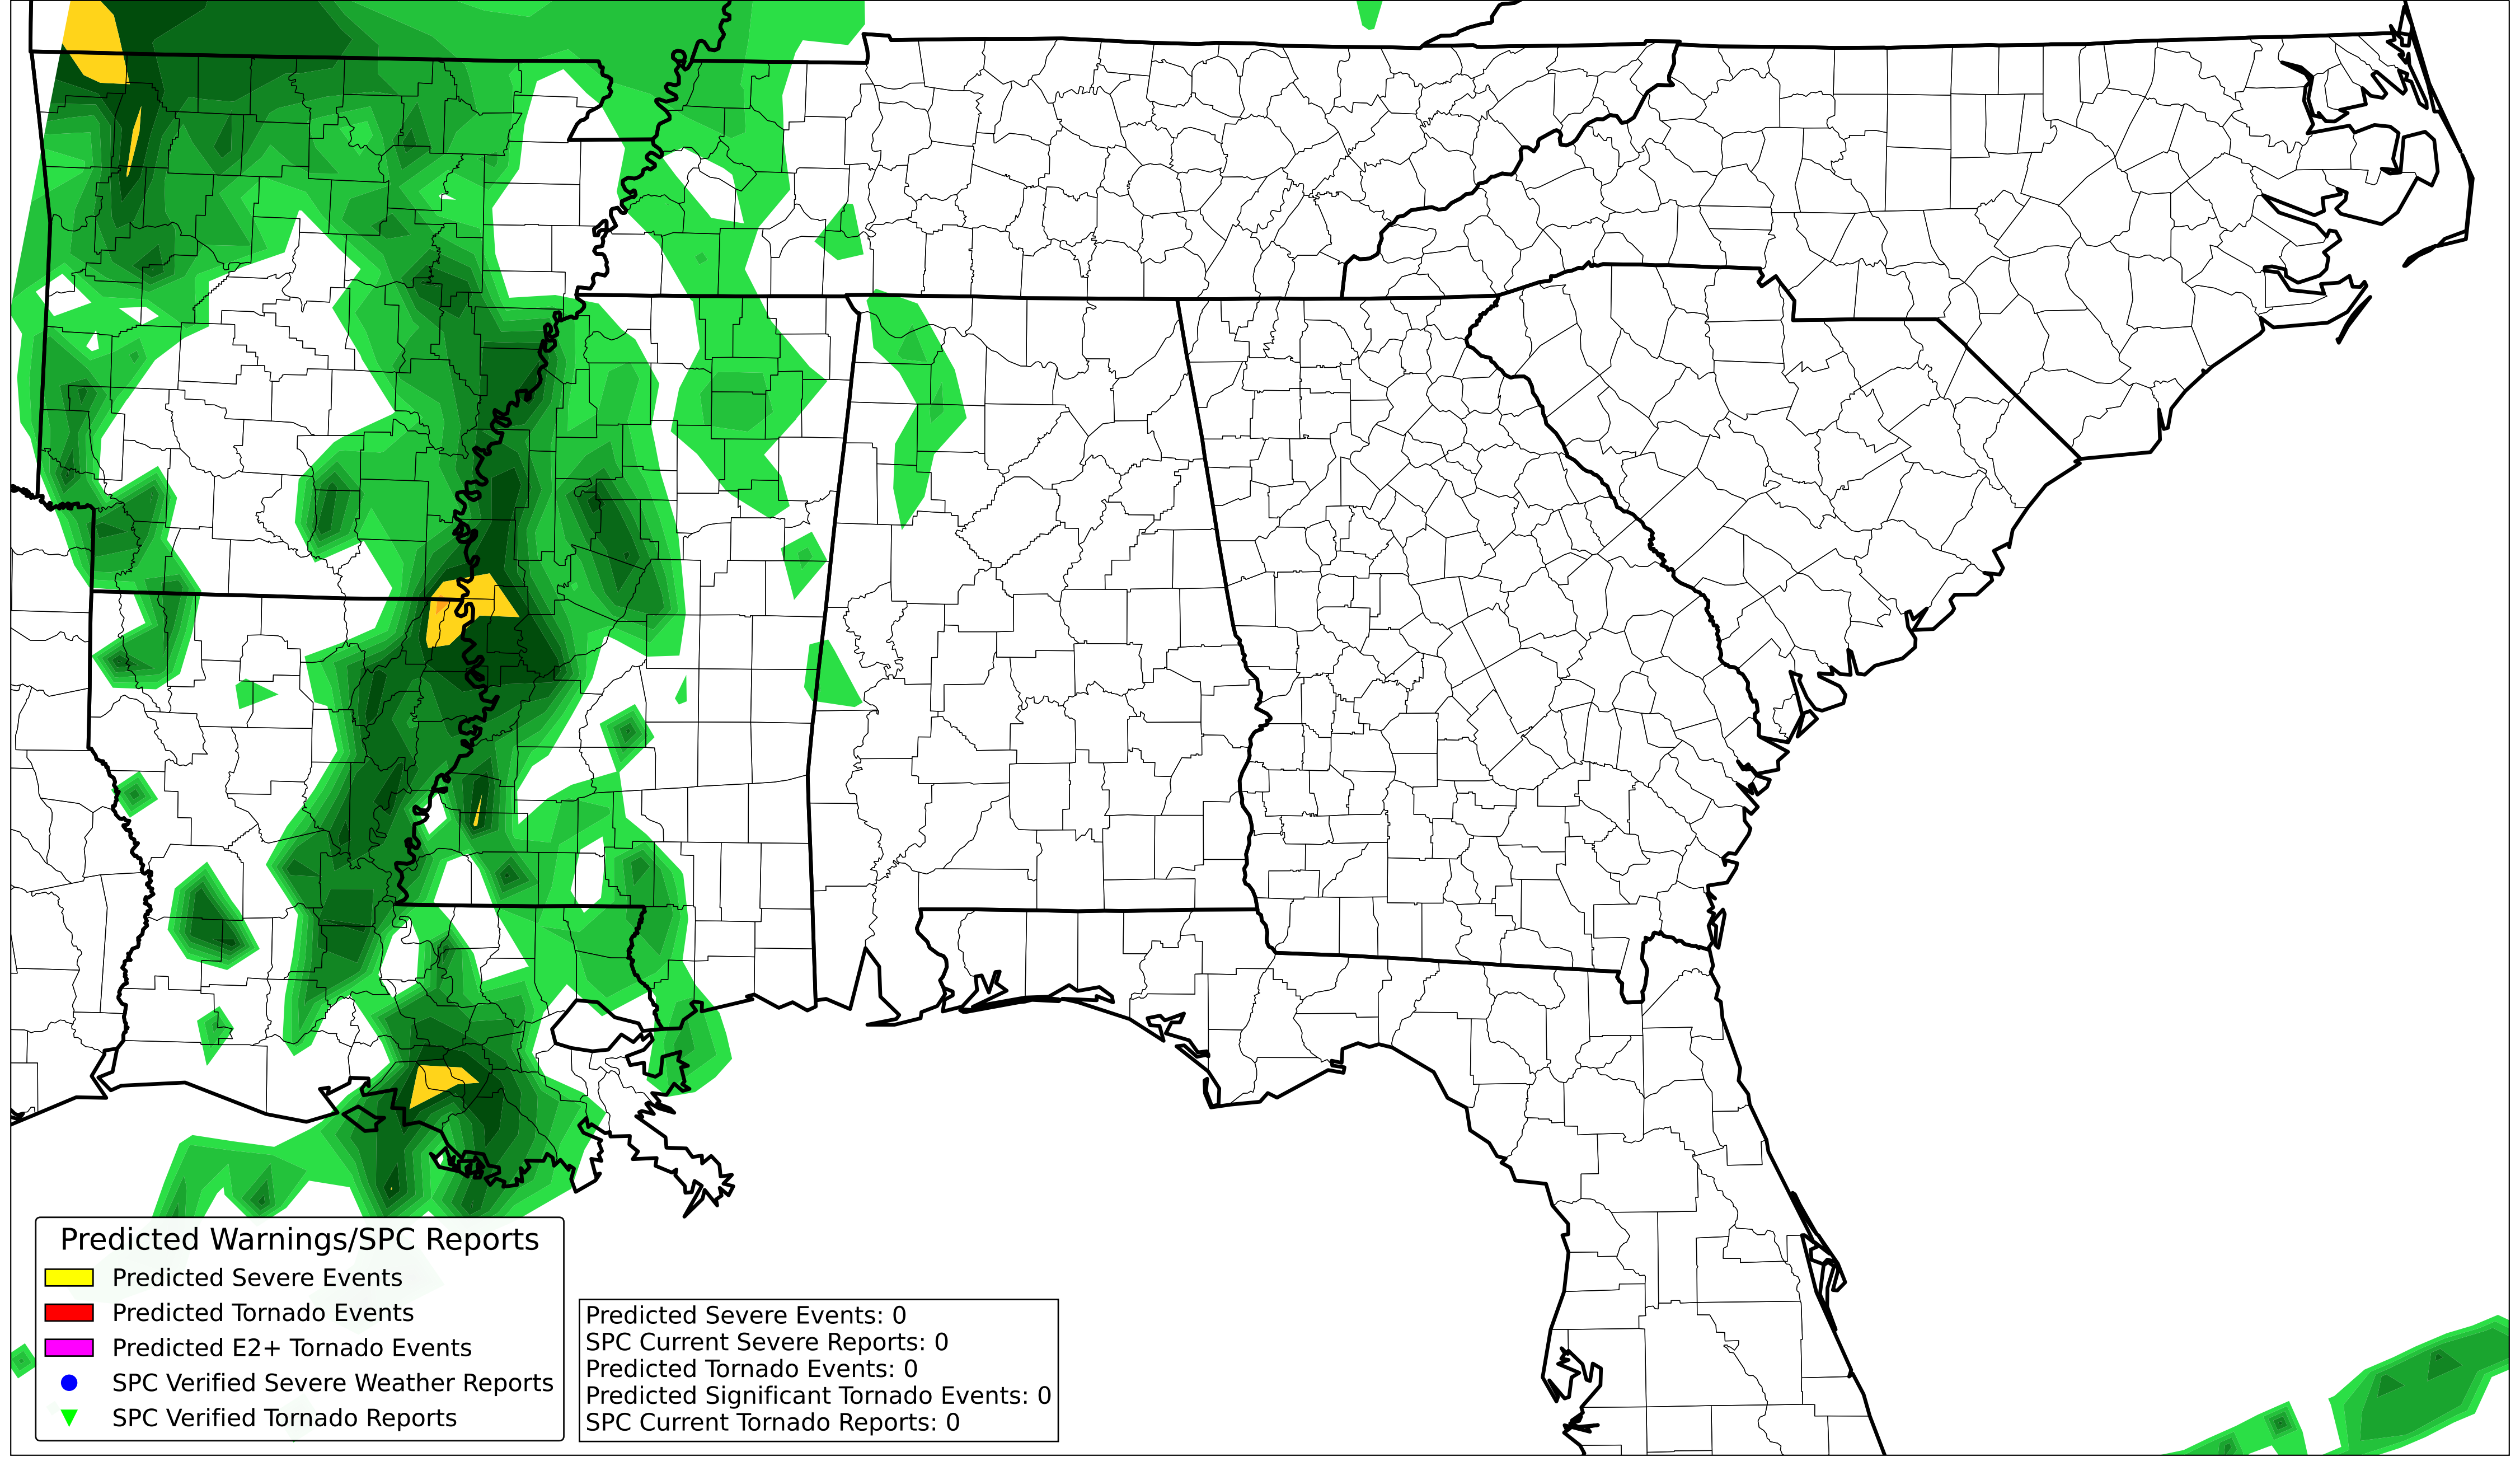 Predicted Warnings/SPC Reports
Predicted Severe Events
Predicted Tornado Events
Predicted E2+ Tornado Events
SPC Verified Severe Weather Reports
SPC Verified Tornado Reports
Predicted Severe Events: 0
SPC Current Severe Reports: 0
Predicted Tornado Events: 0
Predicted Significant Tornado Events: 0
SPC Current Tornado Reports: 0